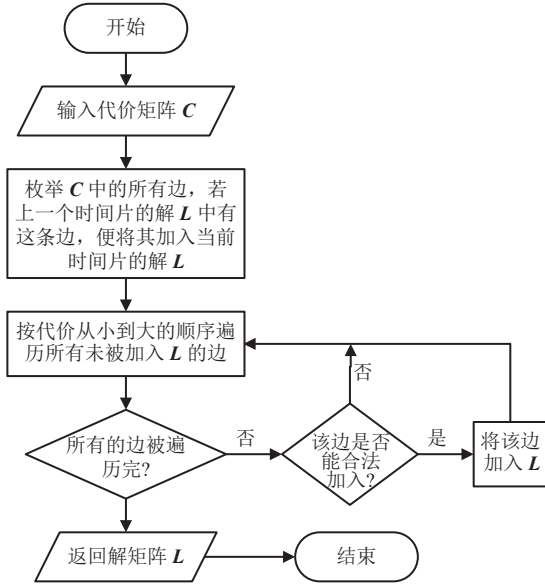 开始
输入代价矩阵 C
枚举 C 中的所有边，若
上一个时间片的解 L 中有
这条边，便将其加入当前
时间片的解 L
按代价从小到大的顺序遍
历所有未被加入 L 的边
否
所有的边被遍
历完?
否
该边是否
能合法
加入?
是
将该边
加入 L
返回解矩阵 L
结束